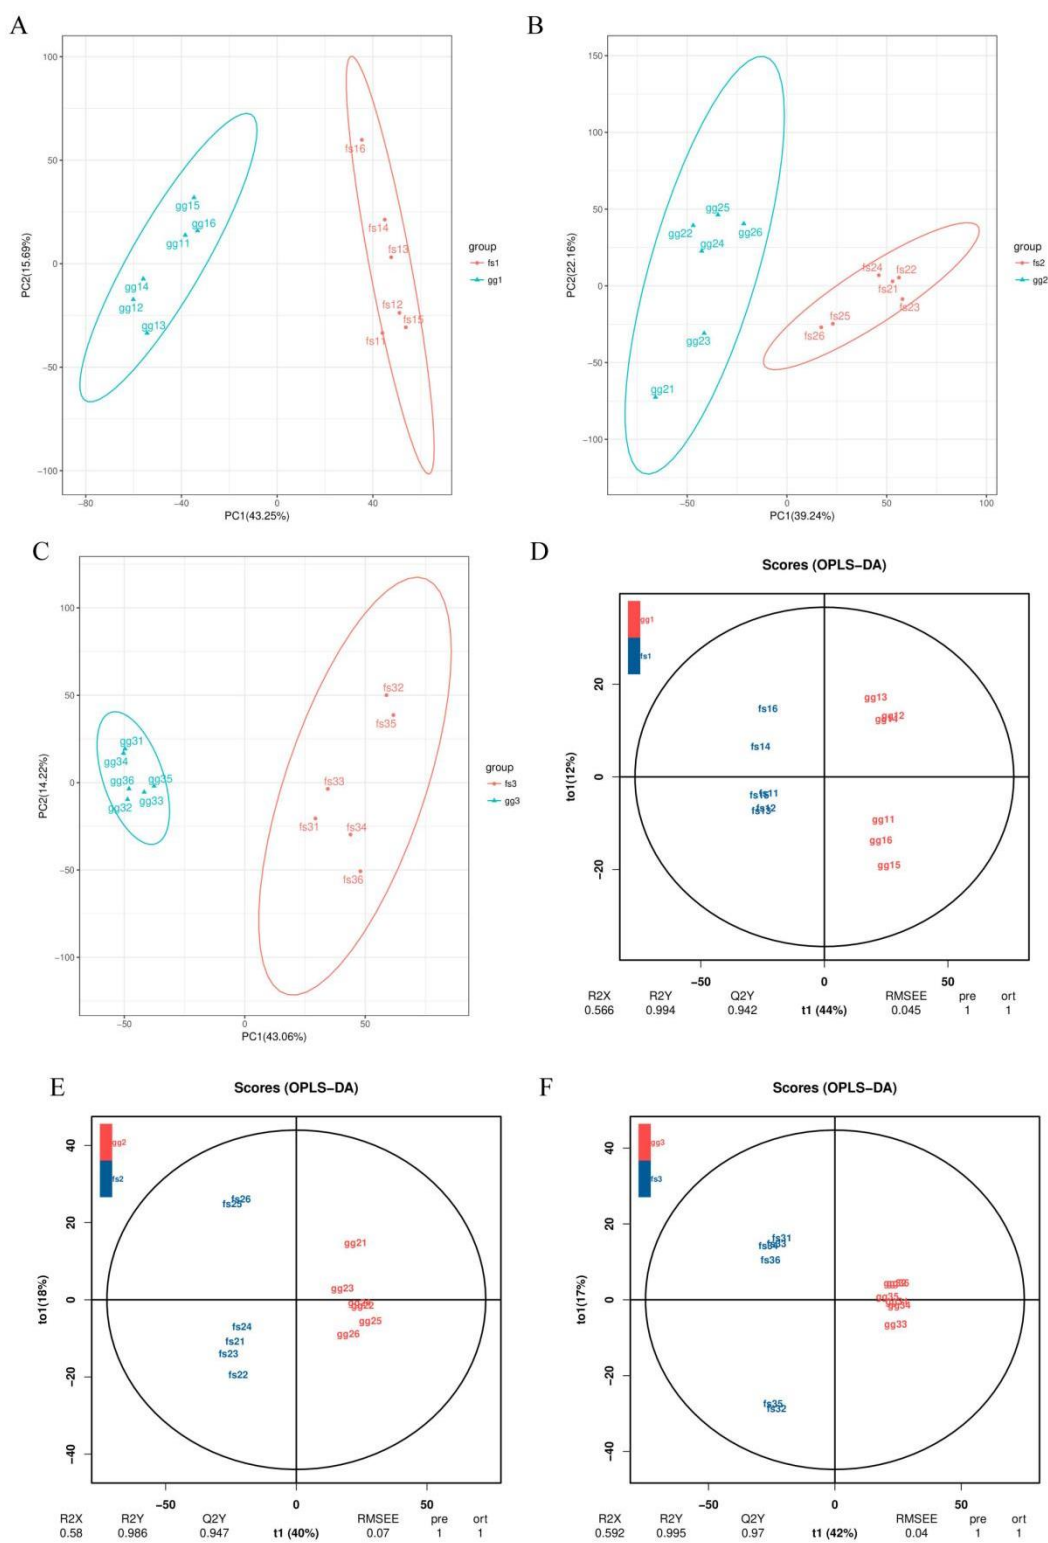 A
100
50
0
−50
−100
−80
−40
0
40
PC1(43.25%)
PC2(15.69%)
fs16
fs14
fs13
fs12
fs15
fs11
gg15
gg16
gg11
gg14
gg12
gg13
group
fs1
gg1
B
150
100
50
0
−50
−100
−50
0
50
100
PC1(39.24%)
PC2(22.16%)
gg25
gg22
gg26
gg24
gg23
gg21
fs24
fs22
fs21
fs23
fs25
fs26
group
fs2
gg2
C
100
50
0
−50
−100
−50
0
50
PC1(43.06%)
PC2(14.22%)
gg31
gg34
gg36
gg35
gg32
gg33
fs32
fs35
fs33
fs31
fs34
fs36
group
fs3
gg3
D
Scores (OPLS−DA)
gg1
fs1
to1(12%)
20
0
−20
fs16
fs14
fs11
fs12
fs13
gg13
gg12
gg11
gg16
gg15
−50
0
50
R2X R2Y Q2Y RMSEE pre ort
0.566 0.994 0.942 t1 (44%) 0.045 1 1
E
Scores (OPLS−DA)
gg2
fs2
to1(18%)
40
20
0
−20
−40
fs26
fs25
fs24
fs21
fs23
fs22
gg21
gg23
gg22
gg25
gg26
−50
0
50
R2X R2Y Q2Y RMSEE pre ort
0.58 0.986 0.947 t1 (40%) 0.07 1 1
F
Scores (OPLS−DA)
gg3
fs3
to1(17%)
40
20
0
−20
−40
fs31
fs33
fs36
fs35
fs32
gg35
gg34
gg33
−50
0
50
R2X R2Y Q2Y RMSEE pre ort
0.592 0.995 0.97 t1 (42%) 0.04 1 1